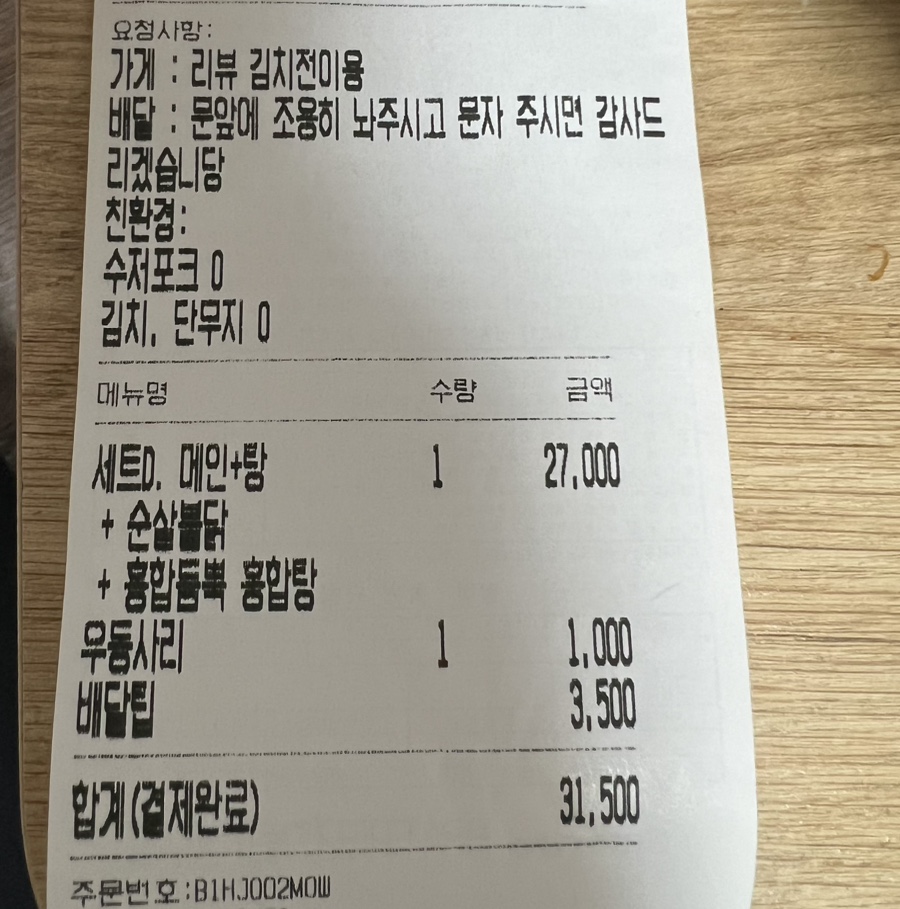 요청사항:
가게 : 리뷰 김치전이용
배달 : 문앞에 조용히 놔주시고 문자 주시면 감사드
리겠습니당
친환경:
수저포크 0
김치, 단무지 0
메뉴명 수량 금액
세트D. 메인+탕 1 27,000
+ 순살불닭
+ 홍합듬뿍 홍합탕
우동사리 1 1,000
배달팁 3,500
합계(결제완료) 31,500
주문번호:B1HJ002M0W